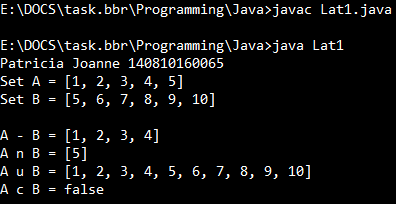 E:\DOCS\task.bbr\Programming\Java>javac Lat1.java
E:\DOCS\task.bbr\Programming\Java>java Lat1
Patricia Joanne 140810160065
Set A = [1, 2, 3, 4, 5]
Set B = [5, 6, 7, 8, 9, 10]
A - B = [1, 2, 3, 4]
A n B = [5]
A u B = [1, 2, 3, 4, 5, 6, 7, 8, 9, 10]
A c B = false